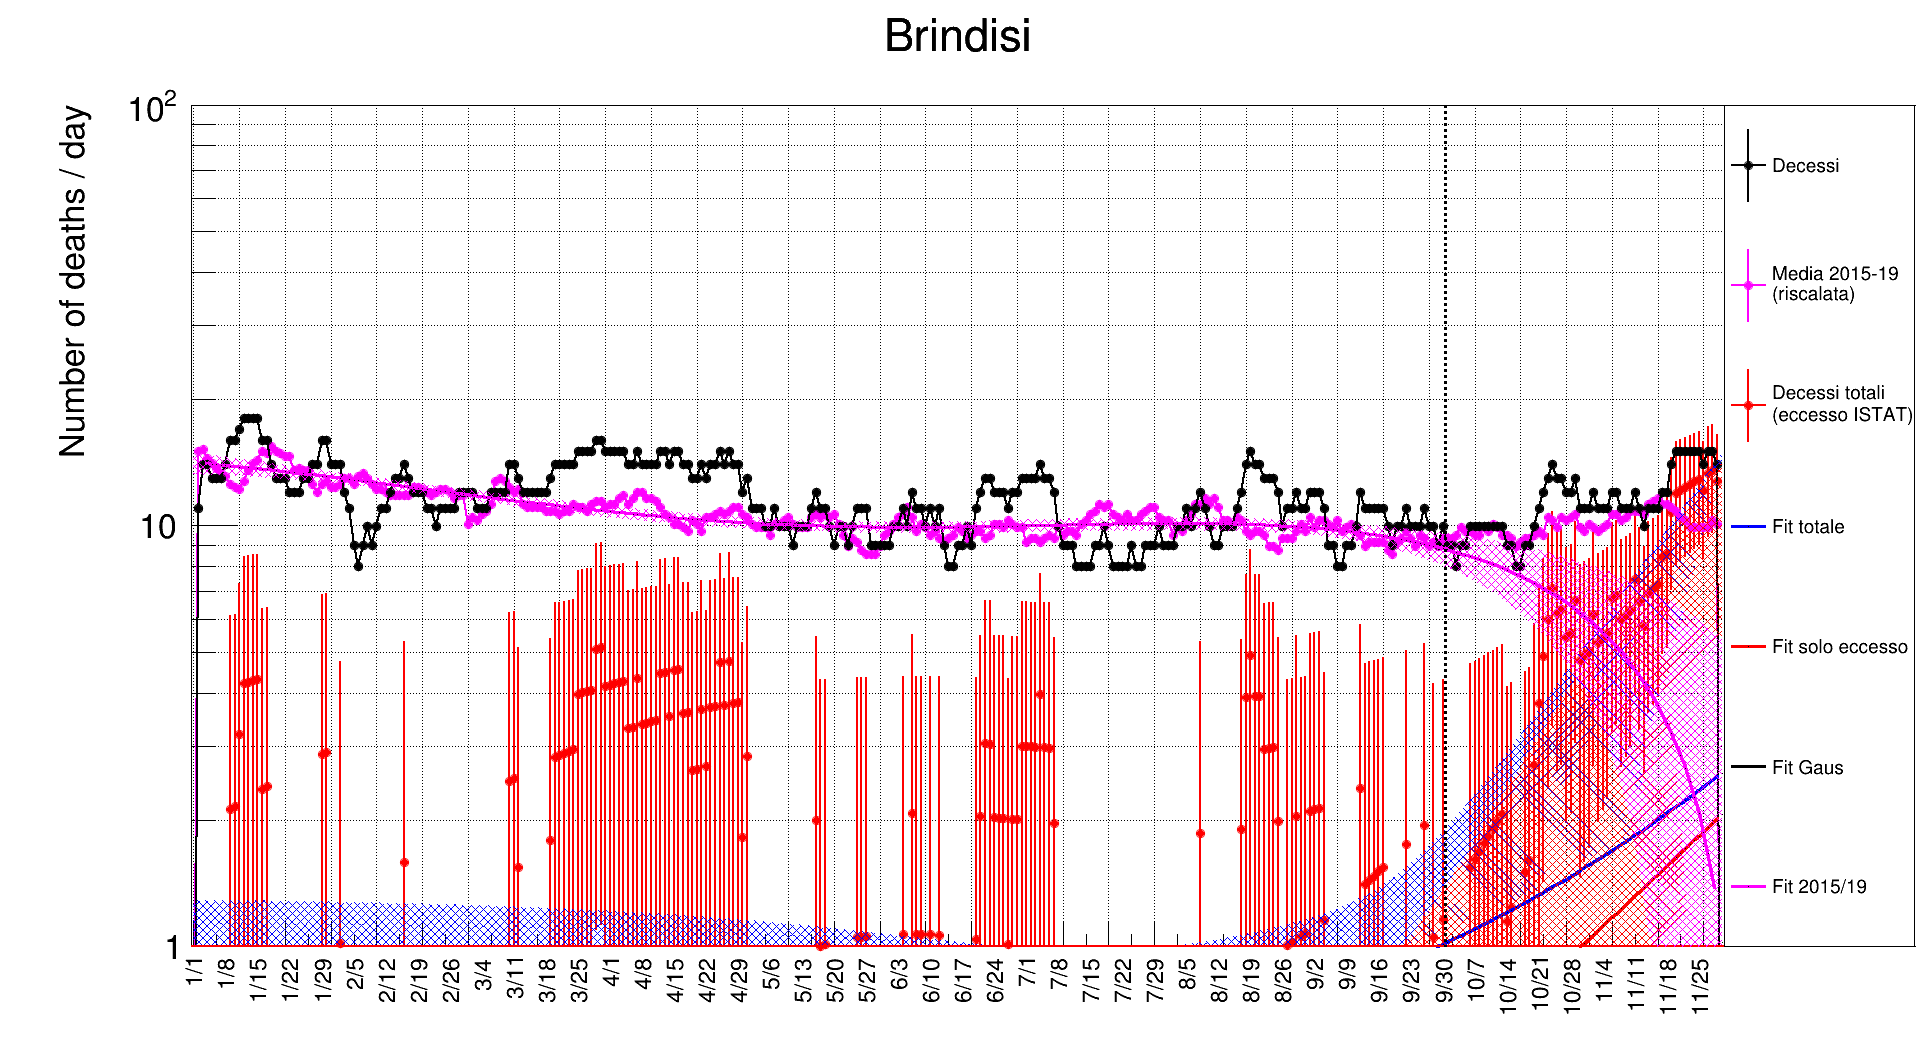 Brindisi
Number of deaths / day
10²
10
1
1/1 1/8 1/15 1/22 1/29 2/5 2/12 2/19 2/26 3/4 3/11 3/18 3/25 4/1 4/8 4/15 4/22 4/29 5/6 5/13 5/20 5/27 6/3 6/10 6/17 6/24 7/1 7/8 7/15 7/22 7/29 8/5 8/12 8/19 8/26 9/2 9/9 9/16 9/23 9/30 10/7 10/14 10/21 10/28 11/4 11/11 11/18 11/25
Decessi
Media 2015-19
(riscalata)
Decessi totali
(eccesso ISTAT)
Fit totale
Fit solo eccesso
Fit Gaus
Fit 2015/19